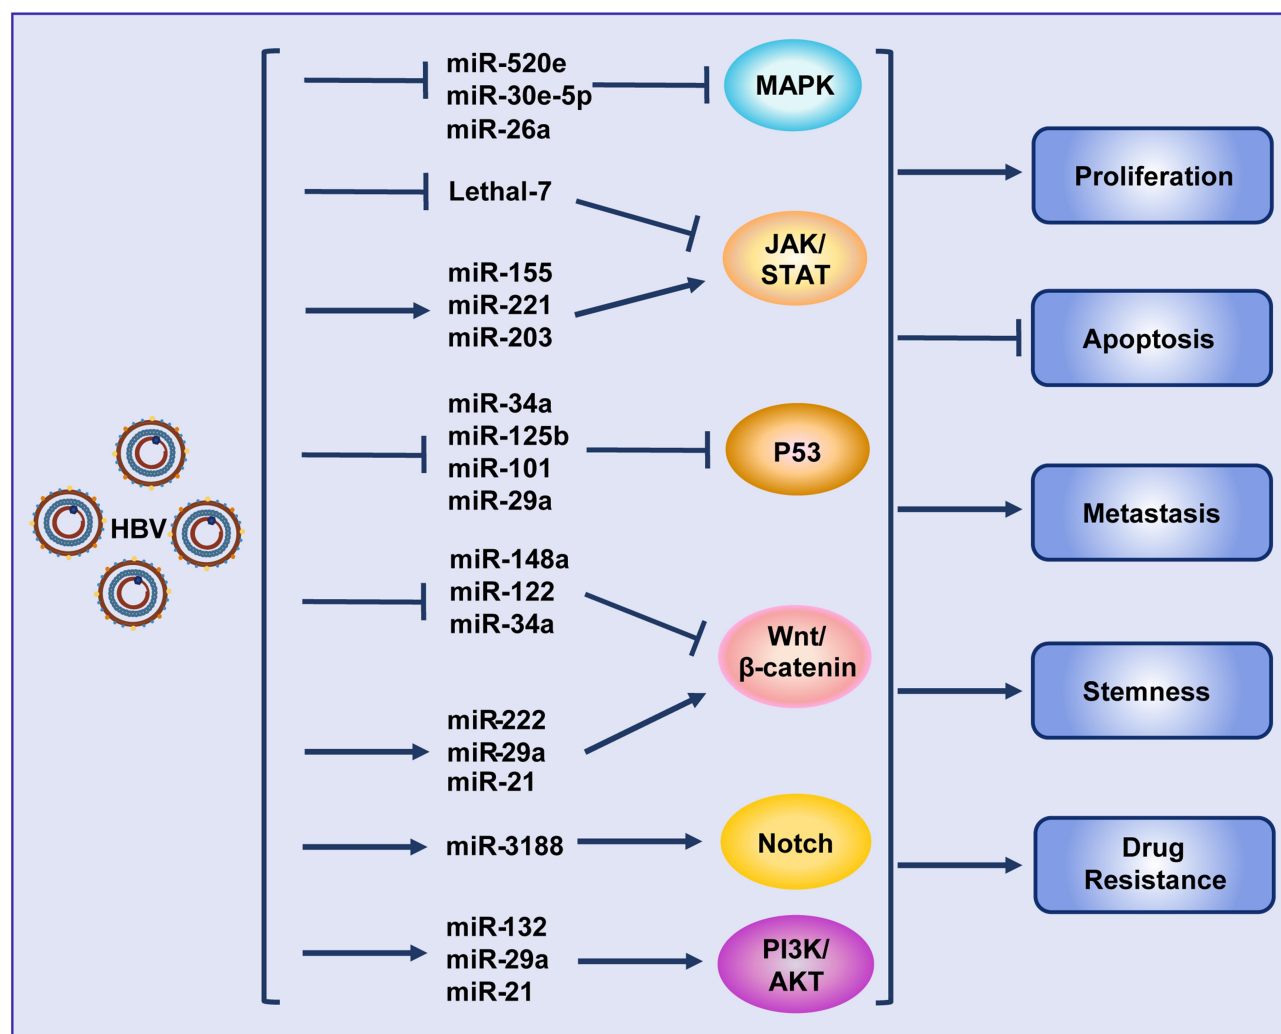 HBV
miR-520e
miR-30e-5p
miR-26a
Lethal-7
miR-155
miR-221
miR-203
miR-34a
miR-125b
miR-101
miR-29a
miR-148a
miR-122
miR-34a
miR-222
miR-29a
miR-21
miR-3188
miR-132
miR-29a
miR-21
MAPK
JAK/
STAT
P53
Wnt/
β-catenin
Notch
PI3K/
AKT
Proliferation
Apoptosis
Metastasis
Stemness
Drug
Resistance